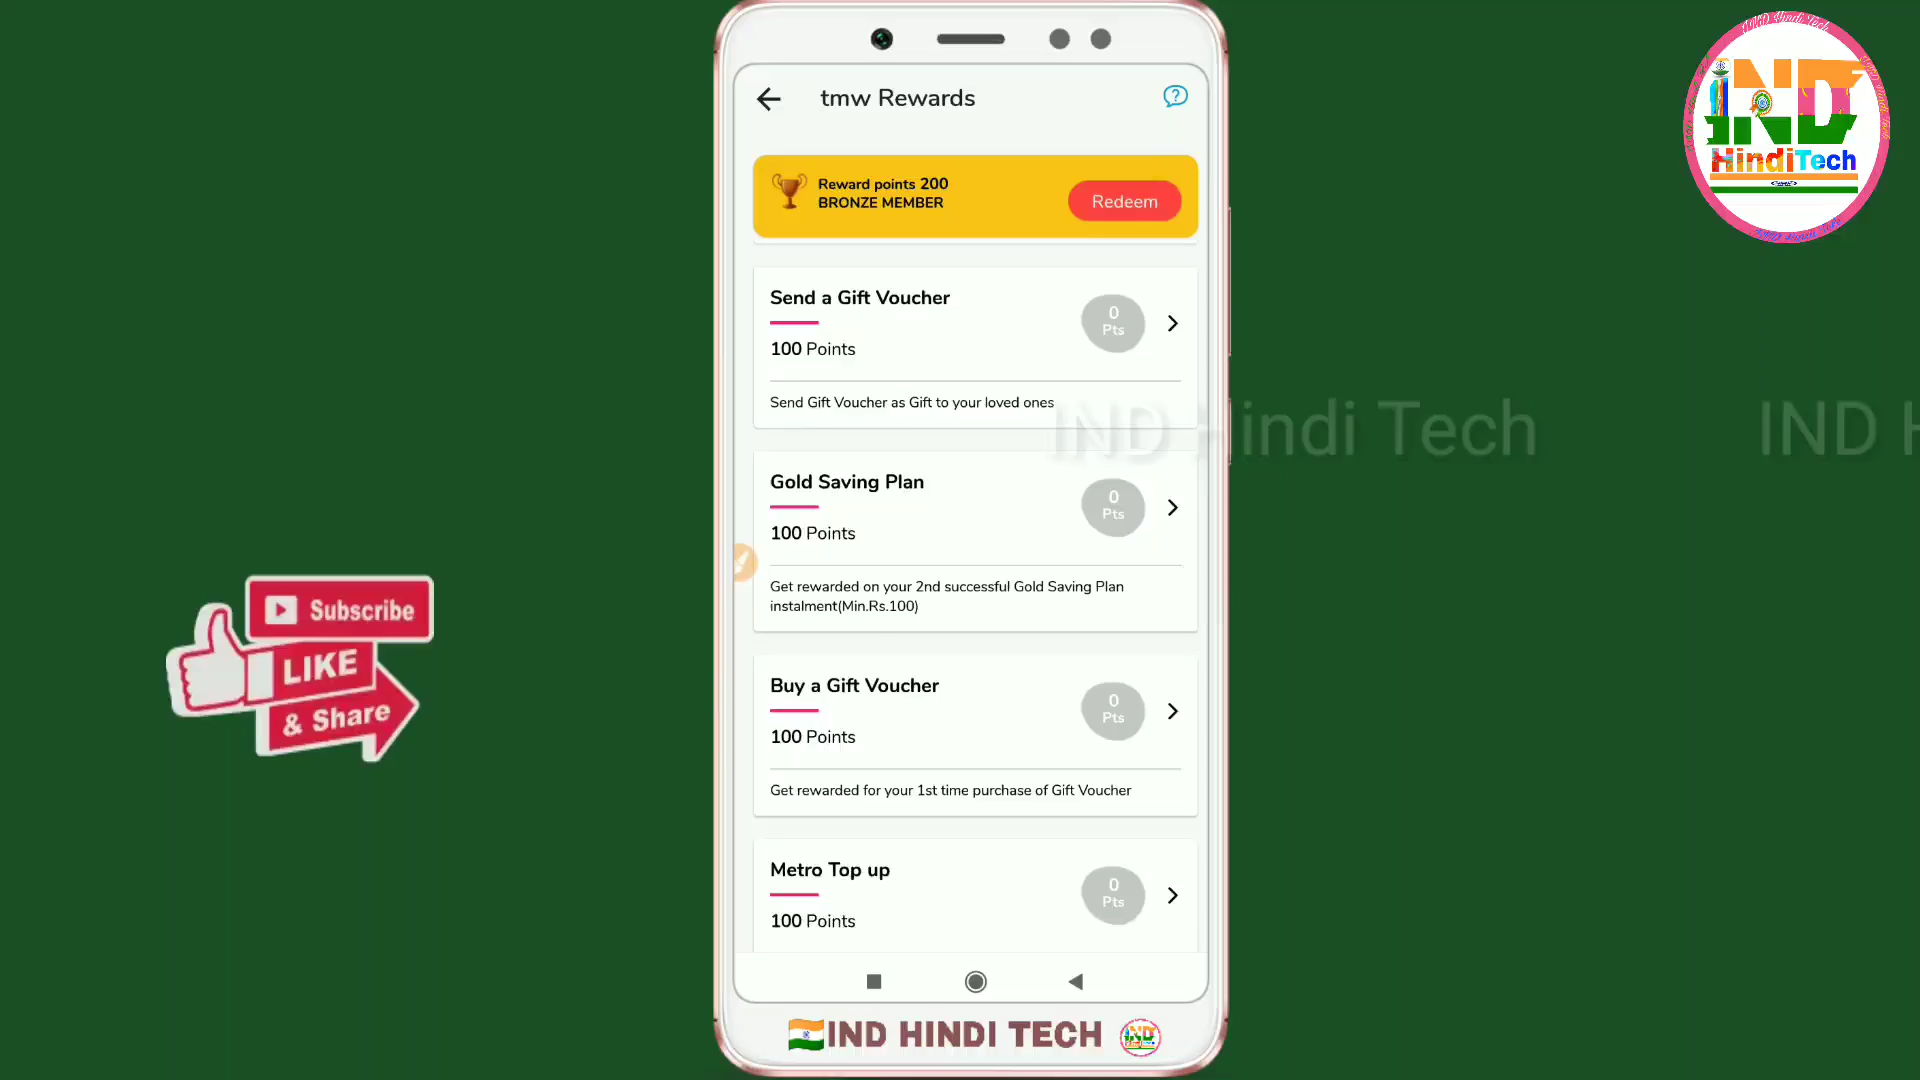 tmw Rewards
Reward points 200
BRONZE MEMBER
Redeem
Send a Gift Voucher
0
Pts
100 Points
Send Gift Voucher as Gift to your loved ones
Gold Saving Plan
0
Pts
100 Points
Get rewarded on your 2nd successful Gold Saving Plan
instalment(Min.Rs.100)
Buy a Gift Voucher
0
Pts
100 Points
Get rewarded for your 1st time purchase of Gift Voucher
Metro Top up
0
Pts
100 Points
IND HINDI TECH
IND Hindi Tech
IND H
Subscribe
LIKE
& Share
IND
HindiTech